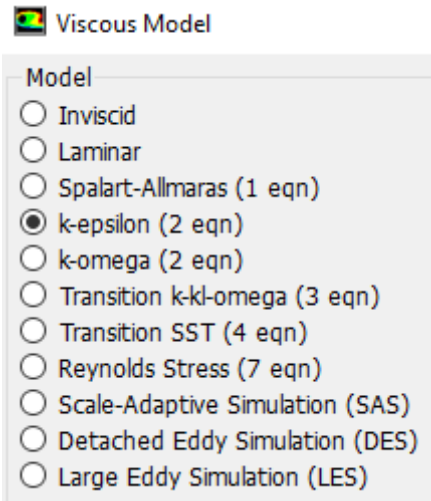 Viscous Model
Model
Inviscid
Laminar
Spalart-Allmaras (1 eqn)
k-epsilon (2 eqn)
k-omega (2 eqn)
Transition k-kl-omega (3 eqn)
Transition SST (4 eqn)
Reynolds Stress (7 eqn)
Scale-Adaptive Simulation (SAS)
Detached Eddy Simulation (DES)
Large Eddy Simulation (LES)